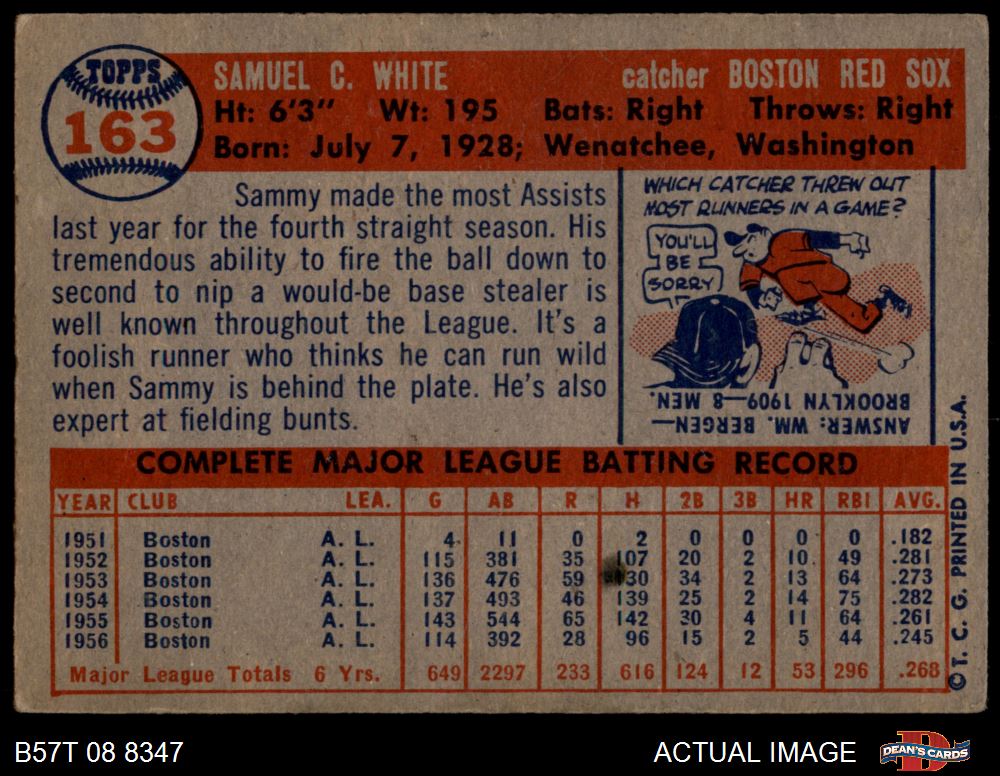 TOPPS
163
SAMUEL C. WHITE catcher BOSTON RED SOX
Ht: 6'3" Wt: 195 Bats: Right Throws: Right
Born: July 7, 1928; Wenatchee, Washington
Sammy made the most Assists
last year for the fourth straight season. His
tremendous ability to fire the ball down to
second to nip a would-be base stealer is
well known throughout the League. It's a
foolish runner who thinks he can run wild
when Sammy is behind the plate. He's also
expert at fielding bunts.
WHICH CATCHER THREW OUT
MOST RUNNERS IN A GAME?
YOU'LL
BE
SORRY
ANSWER: WM. BERGEN—
BROOKLYN 1909—8 MEN.
COMPLETE MAJOR LEAGUE BATTING RECORD
YEAR CLUB LEA. G AB R H 2B 3B HR RBI AVG.
1951 Boston A. L. 4 11 0 2 0 0 0 0 .182
1952 Boston A. L. 115 381 35 107 20 2 10 49 .281
1953 Boston A. L. 136 476 59 130 34 2 13 64 .273
1954 Boston A. L. 137 493 46 139 25 2 14 75 .282
1955 Boston A. L. 143 544 65 142 30 4 11 64 .261
1956 Boston A. L. 114 392 28 96 15 2 5 44 .245
Major League Totals 6 Yrs. 649 2297 233 616 124 12 53 296 .268
© T. C. G. PRINTED IN U.S.A.
B57T 08 8347 ACTUAL IMAGE
DEAN'S CARDS